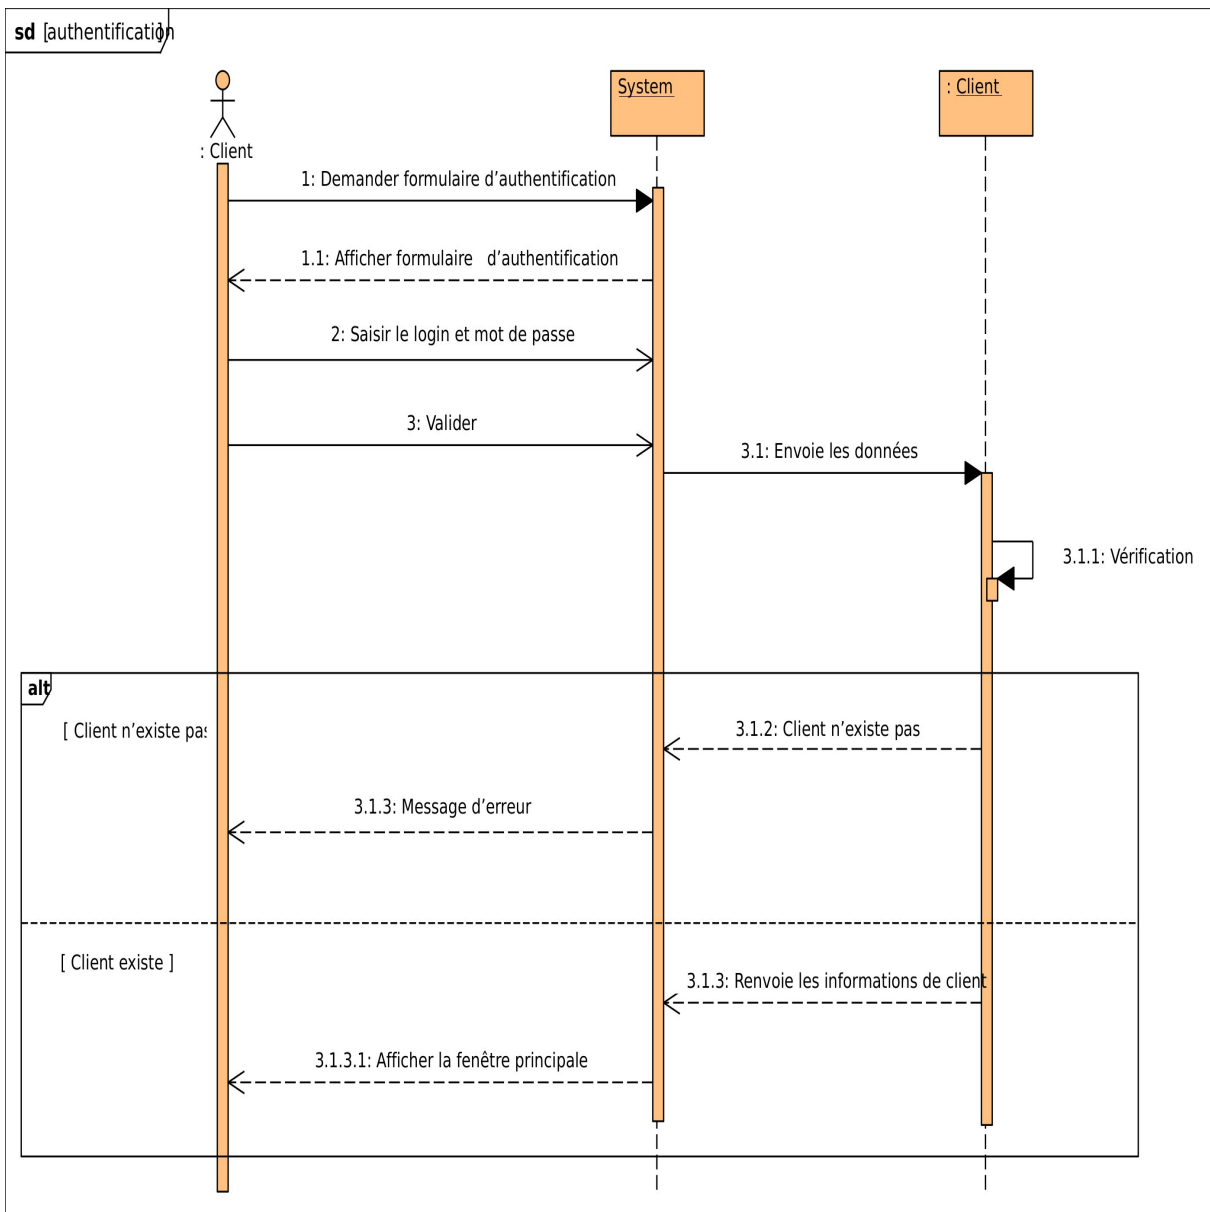 sd [authentification]
System
: Client
: Client
1: Demander formulaire d’authentification
1.1: Afficher formulaire d’authentification
2: Saisir le login et mot de passe
3: Valider
3.1: Envoie les données
3.1.1: Vérification
alt
[ Client n’existe pas
3.1.2: Client n’existe pas
3.1.3: Message d’erreur
[ Client existe ]
3.1.3: Renvoie les informations de client
3.1.3.1: Afficher la fenêtre principale